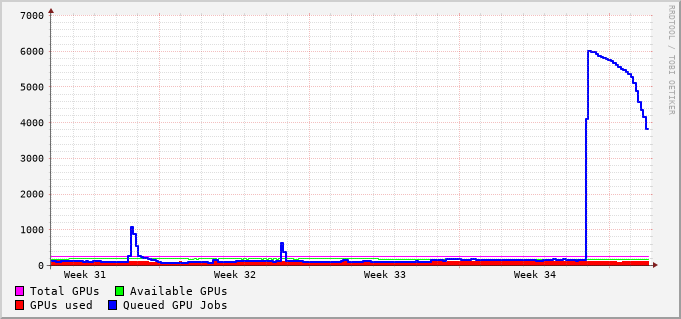 7000
6000
5000
4000
3000
2000
1000
0
Week 31 Week 32 Week 33 Week 34
Total GPUs Available GPUs
GPUs used Queued GPU Jobs
RRDTOOL / TOBI OETIKER